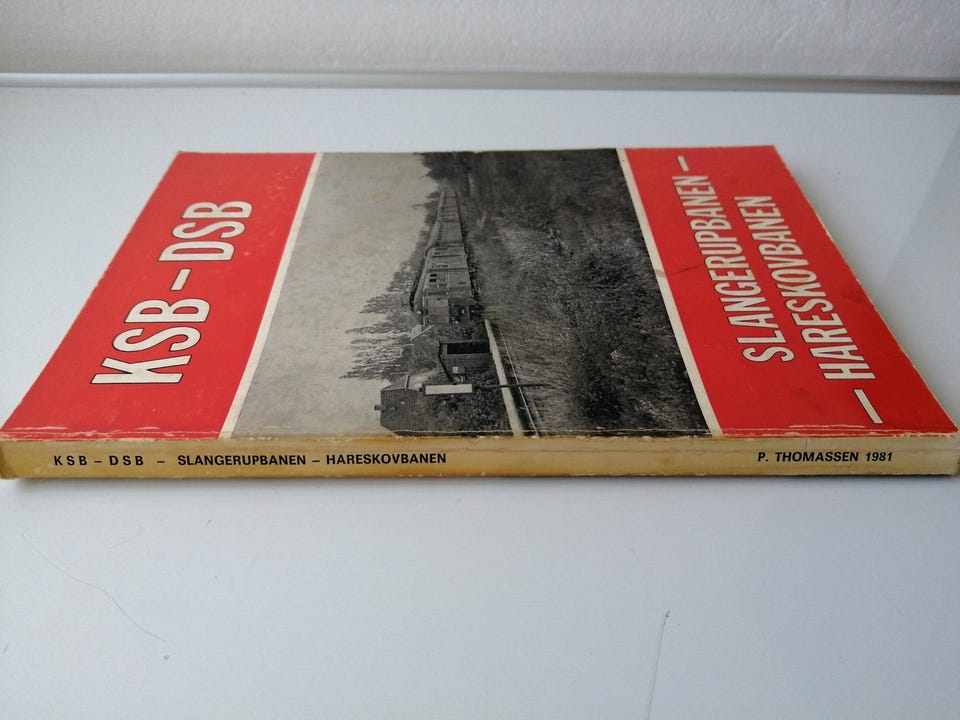 KSB – DSB
SLANGERUPBANEN –
– HARESKOVBANEN
KSB – DSB – SLANGERUPBANEN – HARESKOVBANEN
P. THOMASSEN 1981